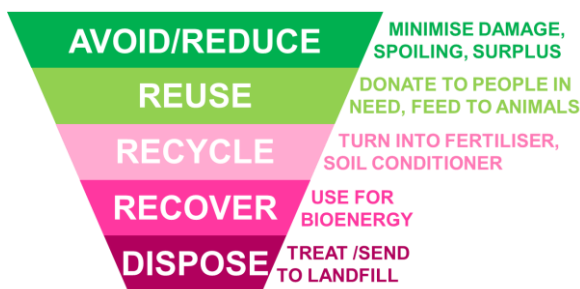 AVOID/REDUCE
MINIMISE DAMAGE,
SPOILING, SURPLUS
REUSE
DONATE TO PEOPLE IN
NEED, FEED TO ANIMALS
RECYCLE
TURN INTO FERTILISER,
SOIL CONDITIONER
RECOVER
USE FOR
BIOENERGY
DISPOSE
TREAT /SEND
TO LANDFILL